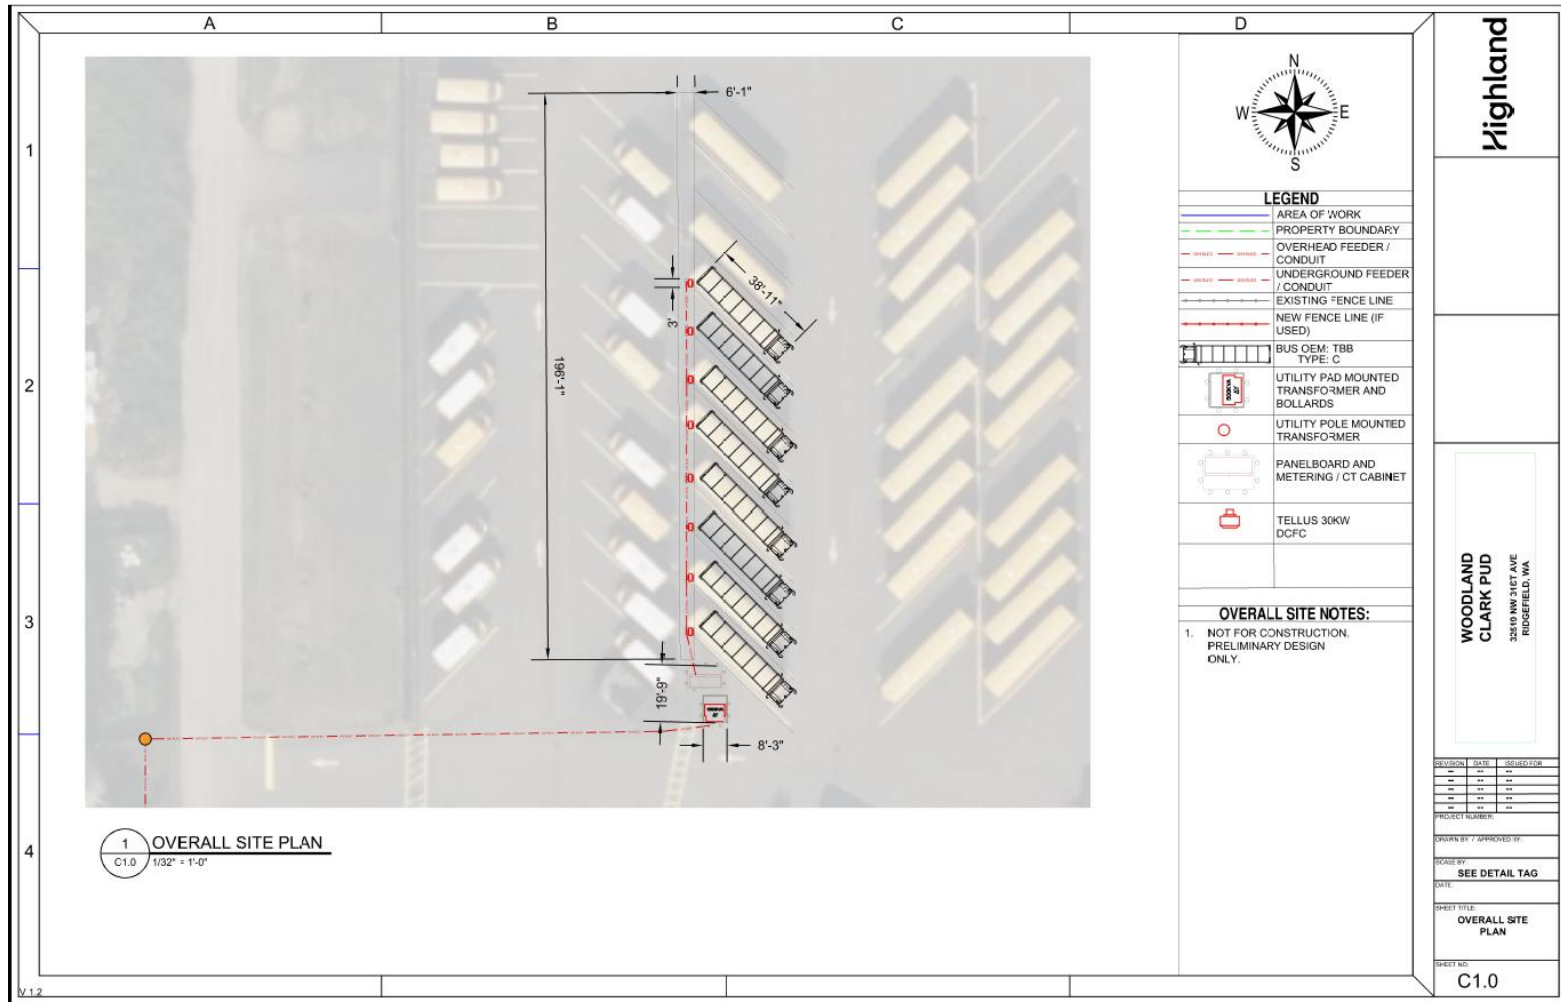 A
B
C
D
1
2
3
4
6'-1"
38'-11"
3'
196'-1"
19'-9"
8'-3"
1
C1.0
OVERALL SITE PLAN
1/32" = 1'-0"
V 1.2
N
W
E
S
LEGEND
AREA OF WORK
PROPERTY BOUNDARY
OVERHEAD FEEDER /
CONDUIT
UNDERGROUND FEEDER
/ CONDUIT
EXISTING FENCE LINE
NEW FENCE LINE (IF
USED)
BUS OEM: TBB
TYPE: C
500KVA
UTILITY PAD MOUNTED
TRANSFORMER AND
BOLLARDS
UTILITY POLE MOUNTED
TRANSFORMER
PANELBOARD AND
METERING / CT CABINET
TELLUS 30KW
DCFC
OVERALL SITE NOTES:
1. NOT FOR CONSTRUCTION.
PRELIMINARY DESIGN
ONLY.
Highland
WOODLAND
CLARK PUD
NW 31ST AVE
RIDGEFIELD, WA
REVISION DATE ISSUED FOR
-- -- --
-- -- --
-- -- --
-- -- --
-- -- --
PROJECT NUMBER:
DRAWN BY / APPROVED BY:
SCALE BY:
SEE DETAIL TAG
DATE:
SHEET TITLE:
OVERALL SITE
PLAN
SHEET NO:
C1.0